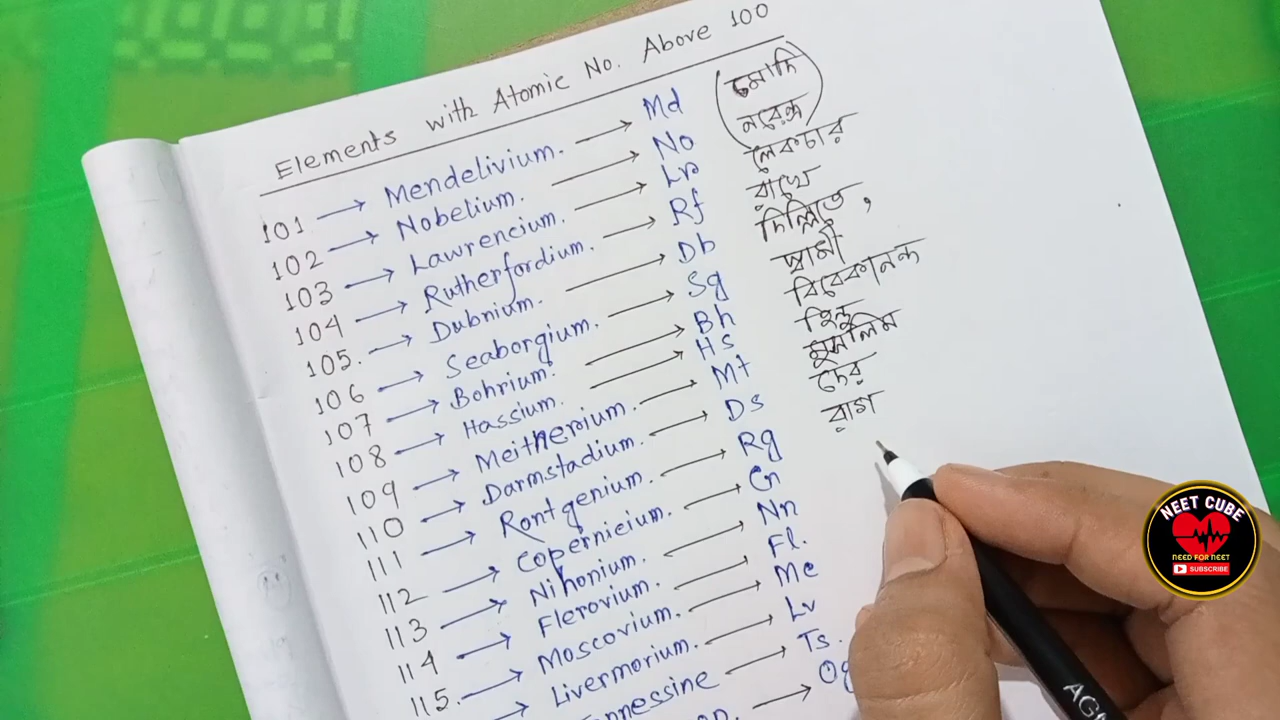 Elements with Atomic No. Above 100
101 → Mendelivium. → Md মোদি
102 → Nobelium. → No নরেন্দ্র
103 → Lawrencium. → Lr লেকচার
104 → Rutherfordium. → Rf রাখে
105. → Dubnium. → Db দিল্লিতে,
106 → Seaborgium. → Sg স্বামী
107 → Bohrium. → Bh বিবেকানন্দ
108 → Hassium. → Hs হিন্দু
109 → Meitherium. → Mt মুসলিম
110 → Darmstadium. → Ds দের
111 → Rontgenium. → Rg রাগ
112 → Copernicium. → Cn
113 → Nihonium. → Nn
114 → Flerovium. → Fl.
115. → Moscovium. → Mc
→ Livermorium. → Lv
nnessine → Ts.
→ Og
NEET CUBE
NEED FOR NEET
SUBSCRIBE